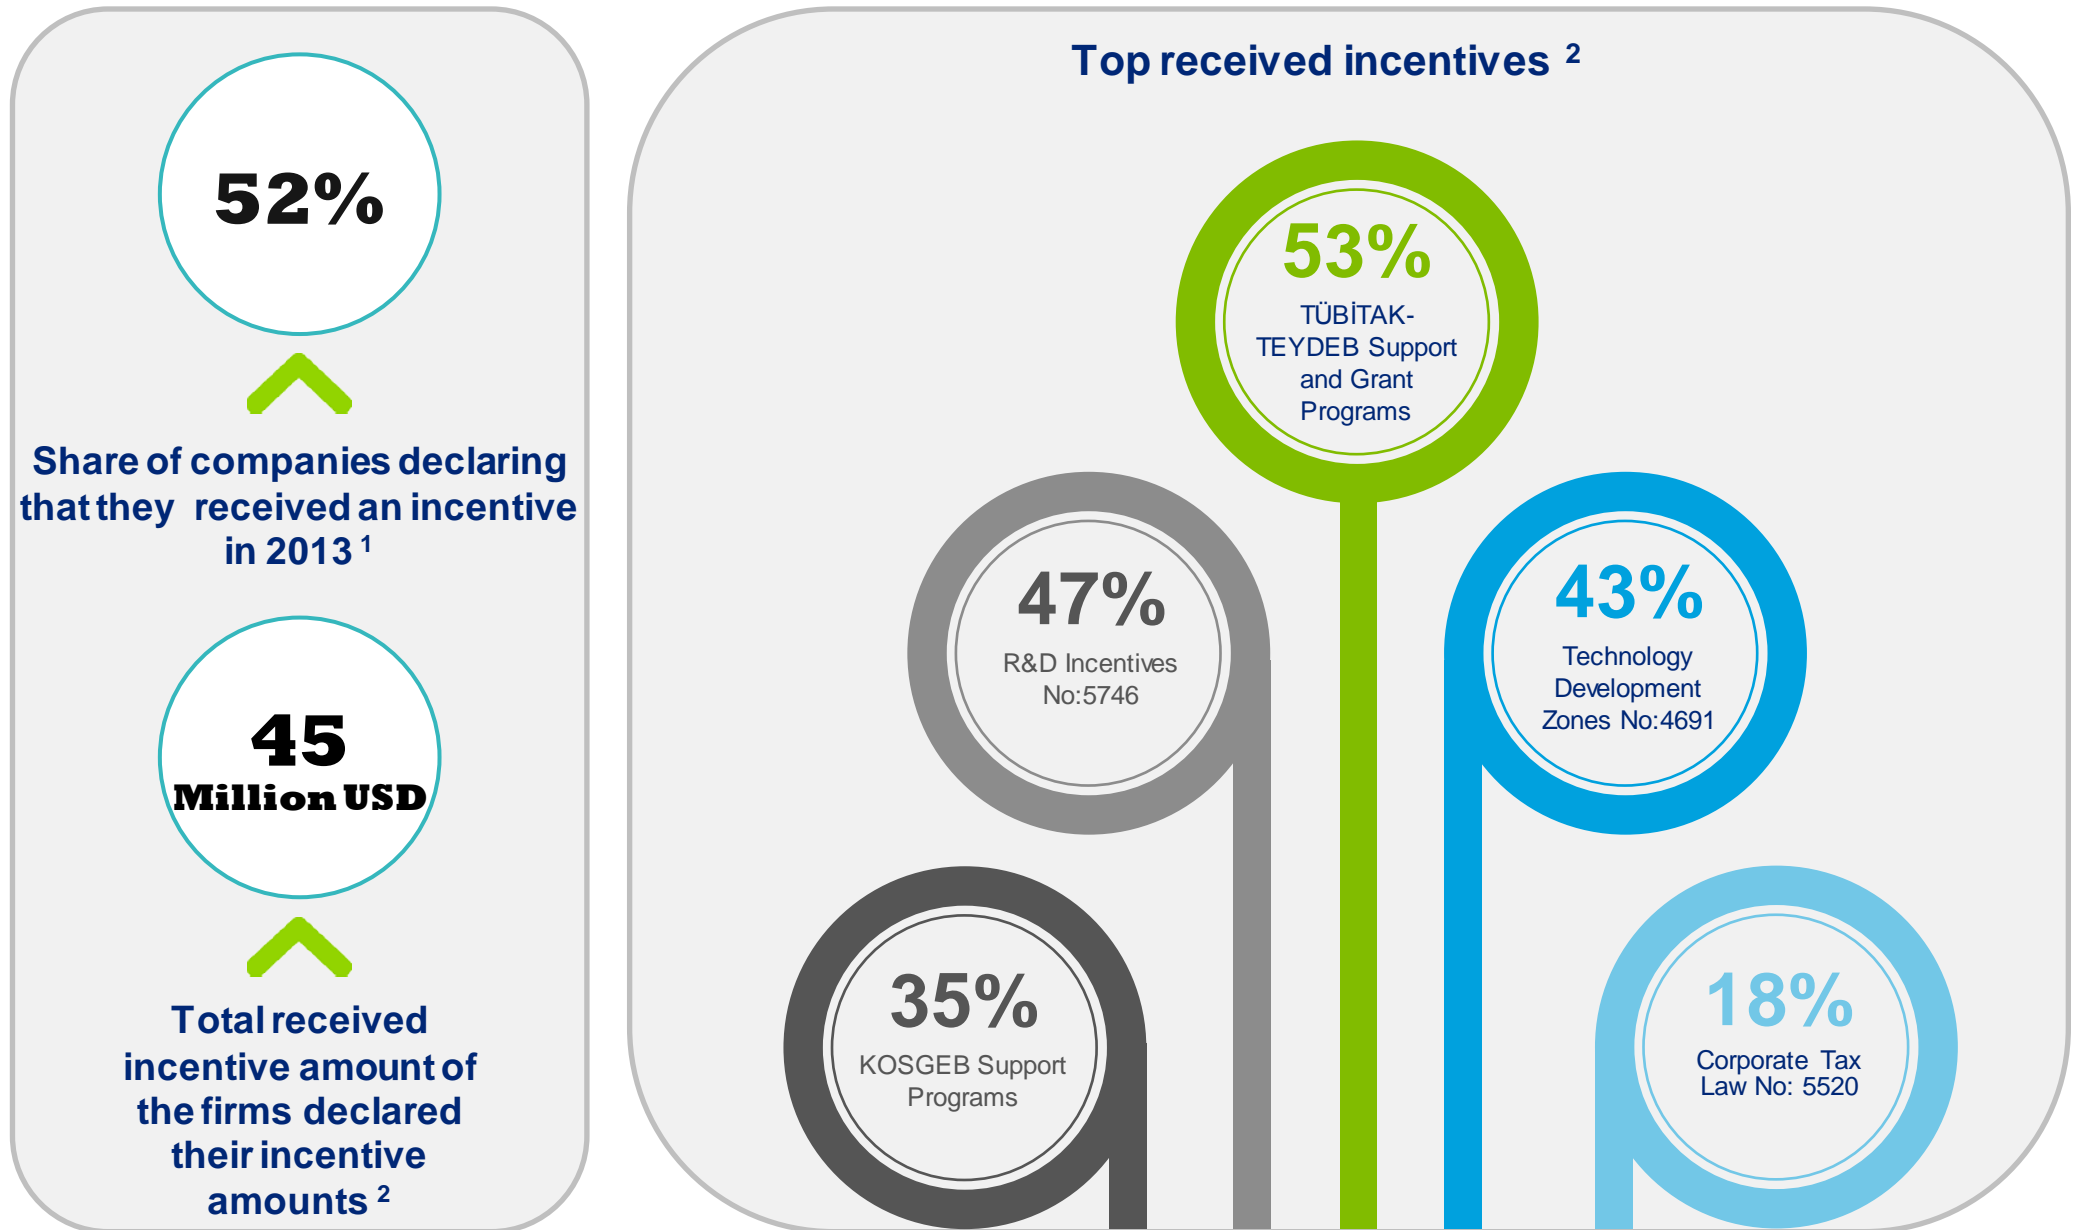 52%
Share of companies declaring
that they received an incentive
in 2013 1
45
Million USD
Total received
incentive amount of
the firms declared
their incentive
amounts 2
Top received incentives 2
53%
TÜBİTAK-
TEYDEB Support
and Grant
Programs
47%
R&D Incentives
No:5746
43%
Technology
Development
Zones No:4691
35%
KOSGEB Support
Programs
18%
Corporate Tax
Law No: 5520